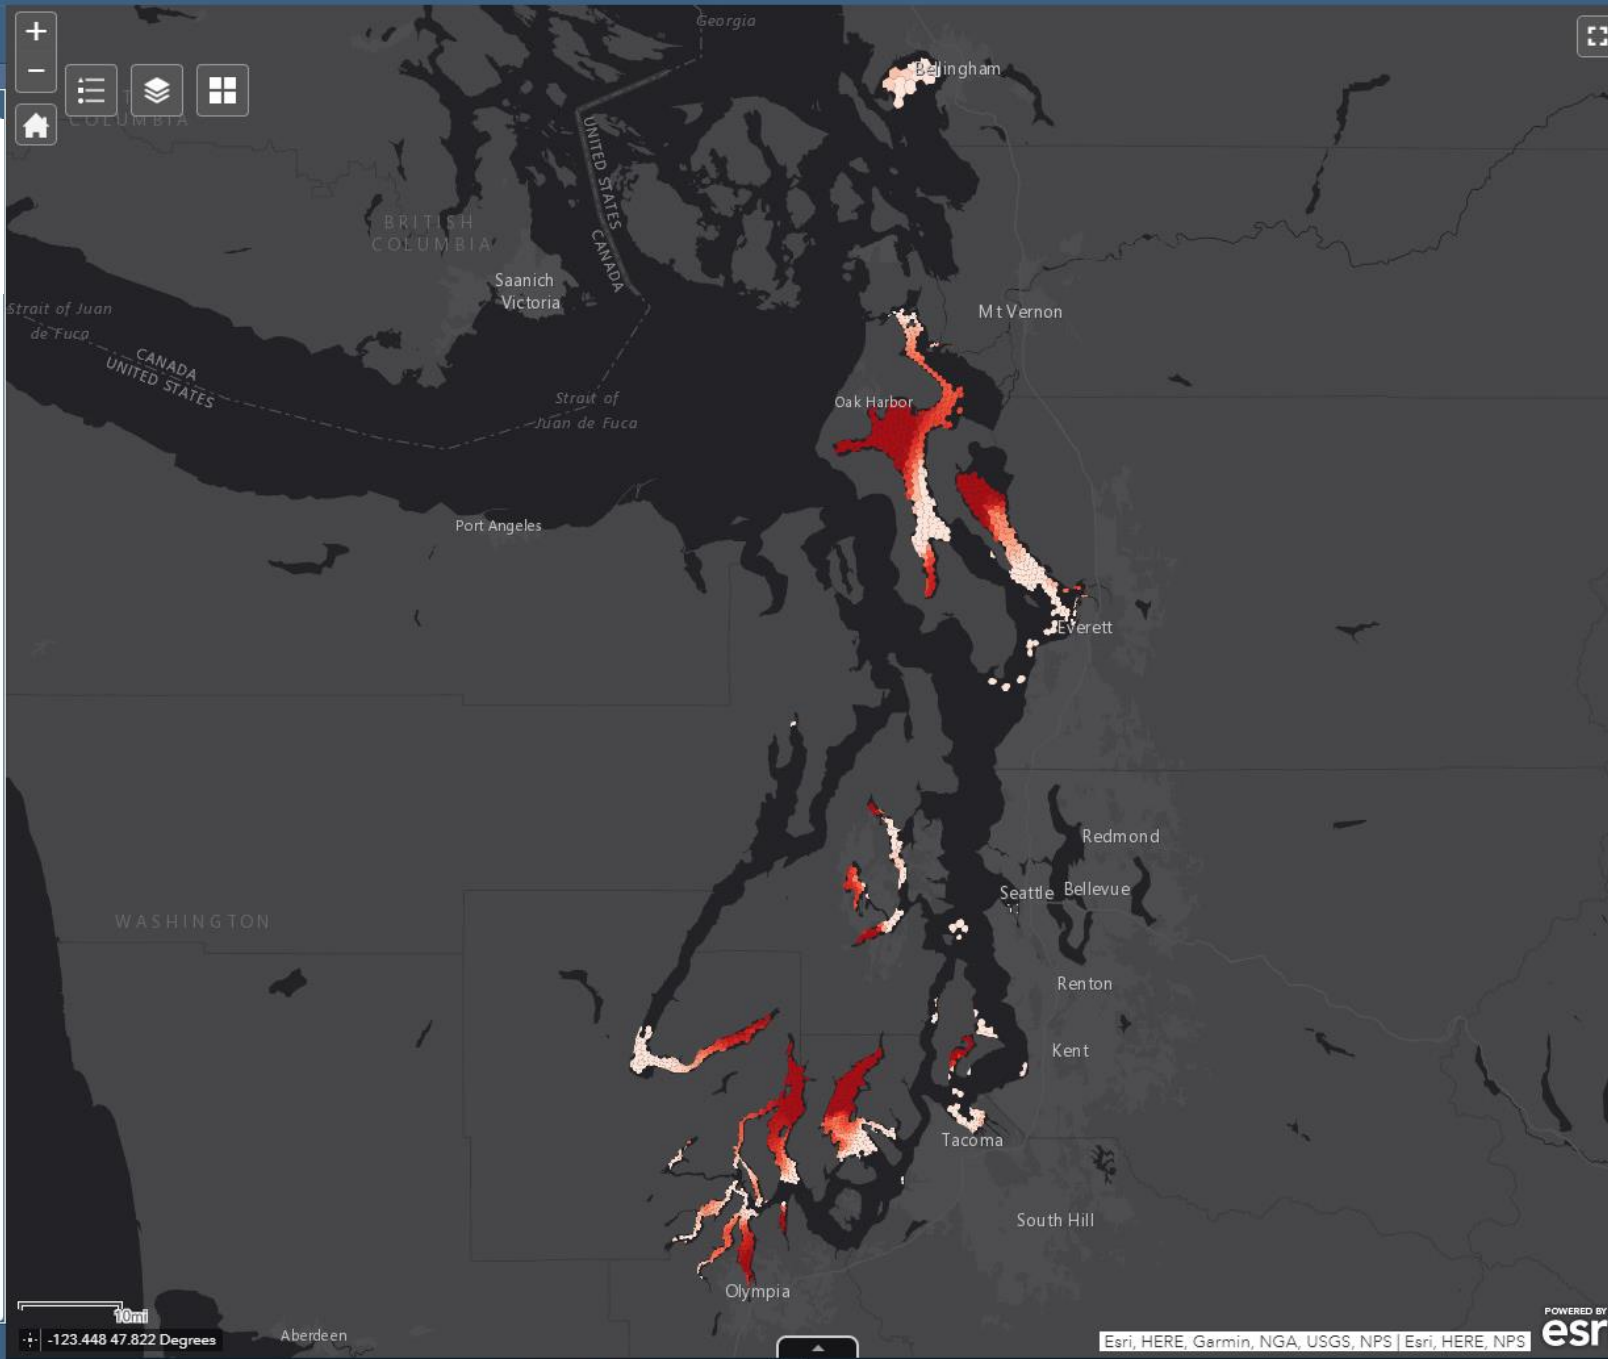 Georgia
Bellingham
COLUMBIA
UNITED STATES
CANADA
BRITISH
COLUMBIA
Saanich
Victoria
Strait of Juan
de Fuca
Mt Vernon
CANADA
UNITED STATES
Strait of
Juan de Fuca
Oak Harbor
Port Angeles
Everett
Redmond
Seattle
Bellevue
WASHINGTON
Renton
Kent
Tacoma
South Hill
Olympia
10mi
-123.448 47.822 Degrees
Aberdeen
Esri, HERE, Garmin, NGA, USGS, NPS | Esri, HERE, NPS
POWERED BY
esr